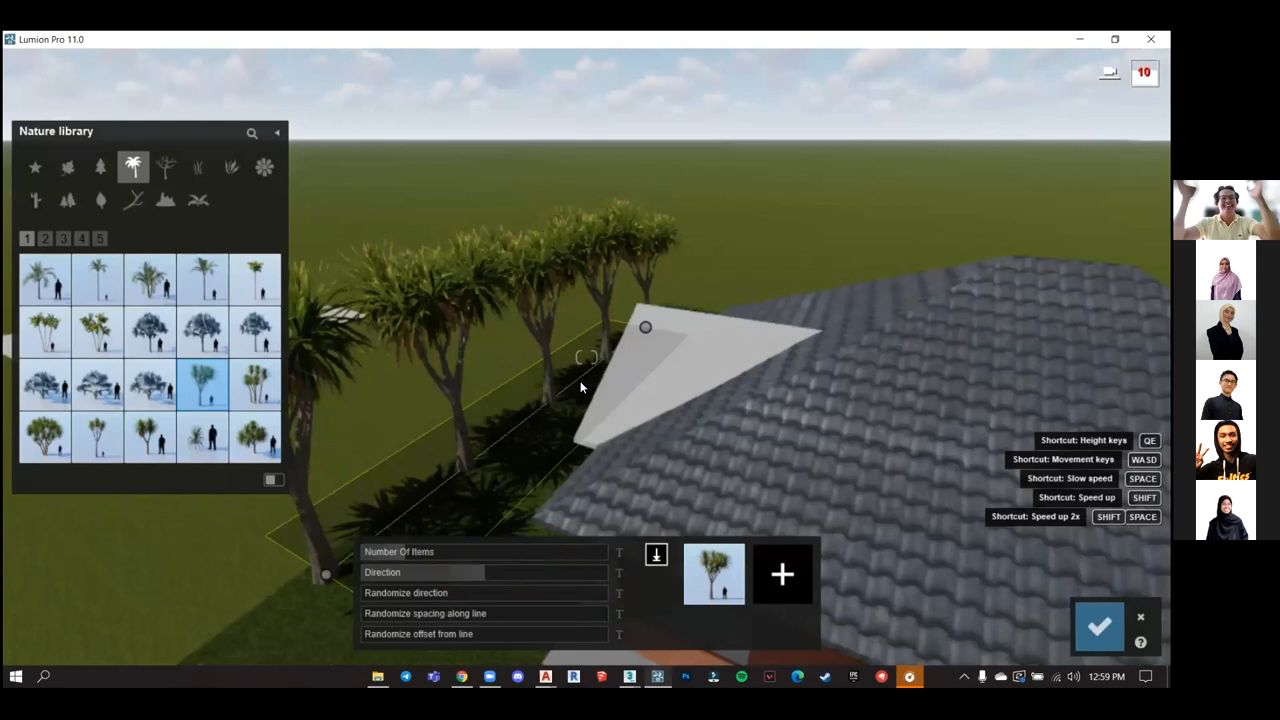 Lumion Pro 11.0
10
Nature library
1 2 3 4 5
Shortcut: Height keys QE
Shortcut: Movement keys WASD
Shortcut: Slow speed SPACE
Shortcut: Speed up SHIFT
Shortcut: Speed up 2x SHIFT SPACE
Number Of Items T
Direction T
Randomize direction T
Randomize spacing along line T
Randomize offset from line T
12:59 PM